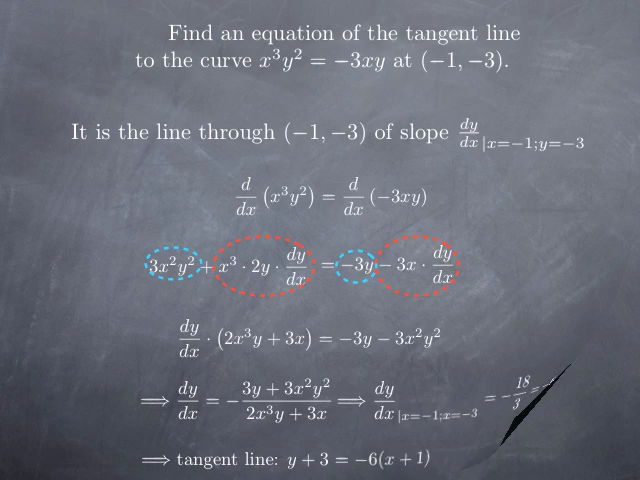 Find an equation of the tangent line
to the curve x³y² = −3xy at (−1, −3).
It is the line through (−1, −3) of slope dy/dx |x=−1;y=−3
d/dx (x³y²) = d/dx (−3xy)
3x²y² + x³ · 2y · dy/dx = −3y − 3x · dy/dx
dy/dx · (2x³y + 3x) = −3y − 3x²y²
⟹ dy/dx = − (3y + 3x²y²)/(2x³y + 3x) ⟹ dy/dx |x=−1;x=−3 = − 18/3 =
⟹ tangent line: y + 3 = −6(x + 1)